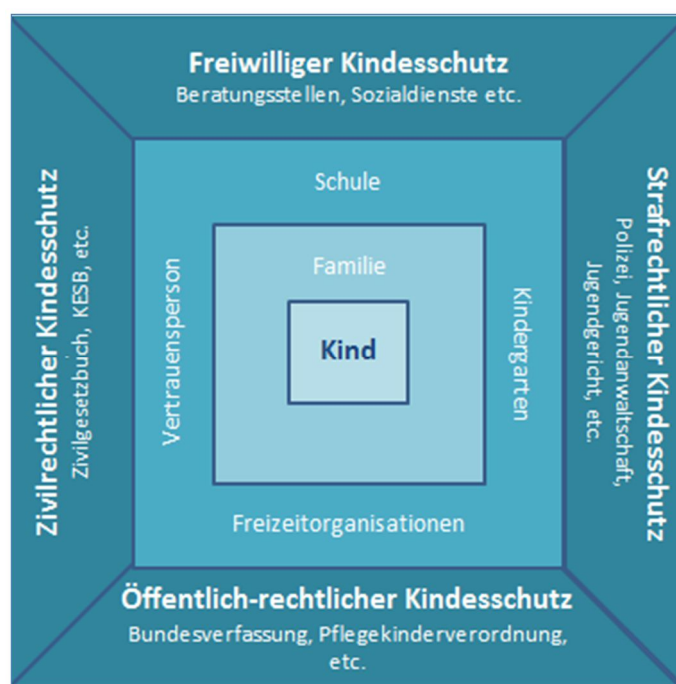 Freiwilliger Kindesschutz
Beratungsstellen, Sozialdienste etc.
Schule
Familie
Kind
Vertrauensperson
Kindergarten
Freizeitorganisationen
Zivilrechtlicher Kindesschutz
Zivilgesetzbuch, KESB, etc.
Strafrechtlicher Kindesschutz
Polizei, Jugendanwaltschaft,
Jugendgericht, etc.
Öffentlich-rechtlicher Kindesschutz
Bundesverfassung, Pflegekinderverordnung,
etc.